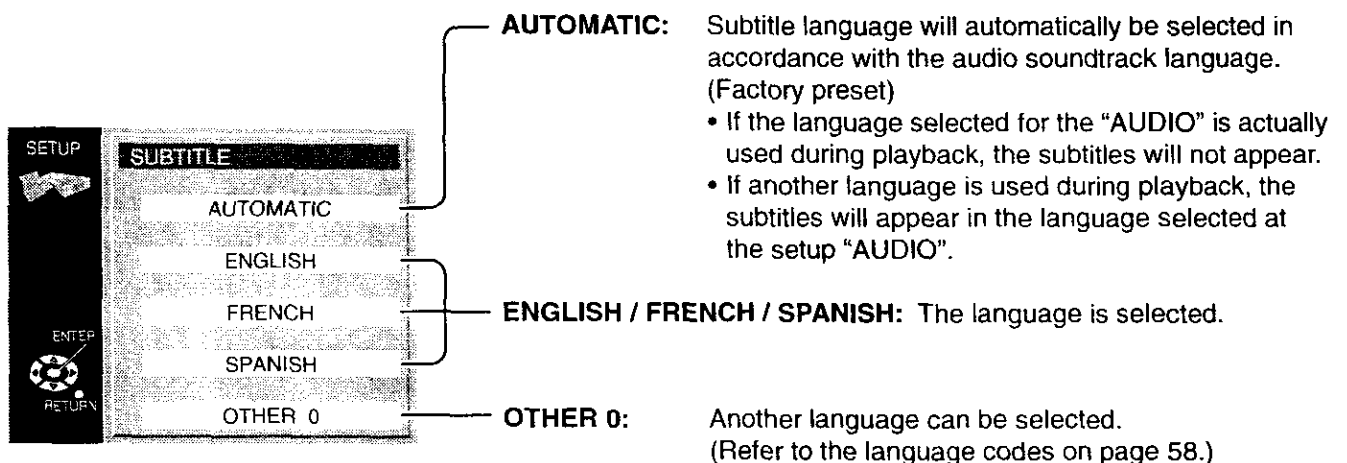 SETUP
SUBTITLE
AUTOMATIC
ENGLISH
FRENCH
SPANISH
OTHER 0
ENTER
RETURN
AUTOMATIC: Subtitle language will automatically be selected in
accordance with the audio soundtrack language.
(Factory preset)
• If the language selected for the “AUDIO” is actually
used during playback, the subtitles will not appear.
• If another language is used during playback, the
subtitles will appear in the language selected at
the setup “AUDIO”.
ENGLISH / FRENCH / SPANISH: The language is selected.
OTHER 0: Another language can be selected.
(Refer to the language codes on page 58.)